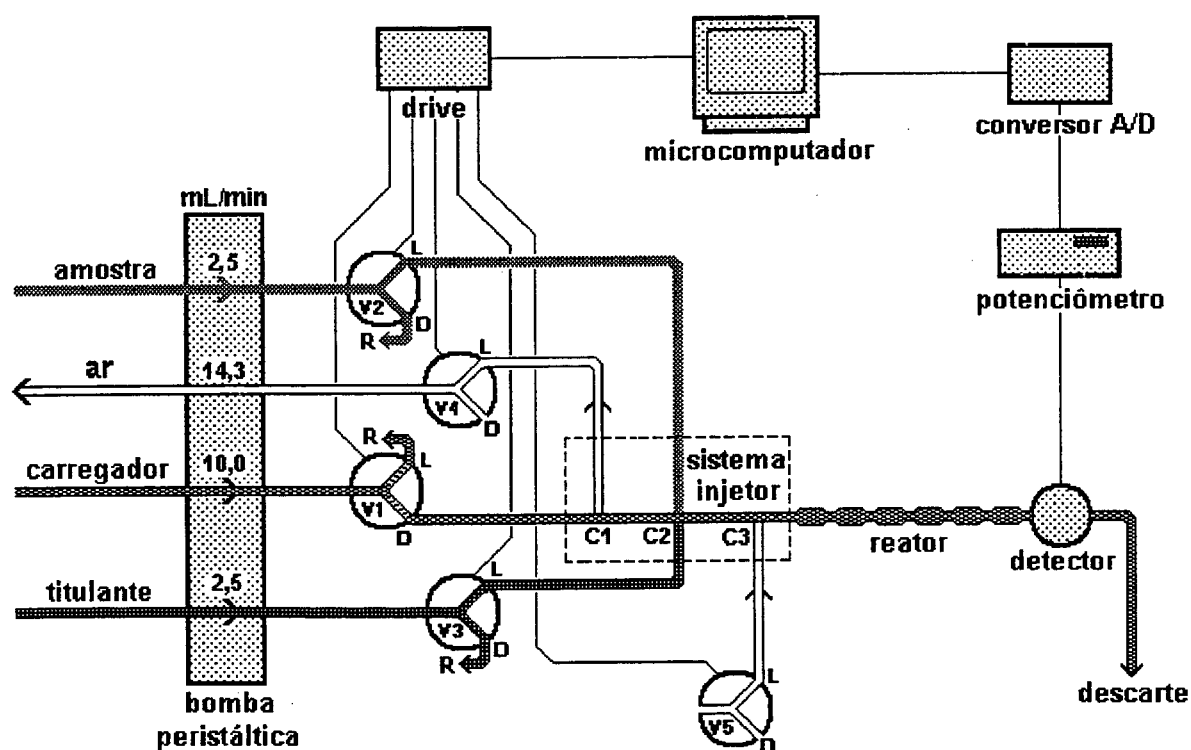 drive
microcomputador
conversor A/D
mL/min
amostra
2,5
L
V2
D
R
potenciômetro
ar
14,3
L
V4
D
R
carregador
10,0
L
V1
D
sistema
injetor
C1
C2
C3
reator
detector
titulante
2,5
L
V3
D
R
bomba
peristáltica
L
V5
D
descarte